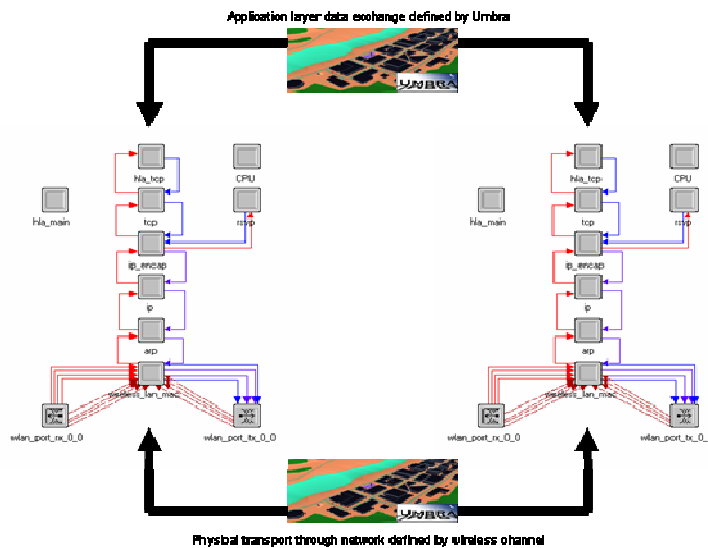 Application layer data exchange defined by Umbra
UMBRA
hla_tcp
CPU
hla_tcp
CPU
hla_main
tcp
rsvp
hla_main
tcp
rsvp
ip_encap
ip_encap
ip
ip
arp
arp
wireless_lan_mac
wireless_lan_mac
wlan_port_rx_0_0
wlan_port_tx_0_0
wlan_port_rx_0_0
wlan_port_tx_0_0
UMBRA
Physical transport through network defined by wireless channel